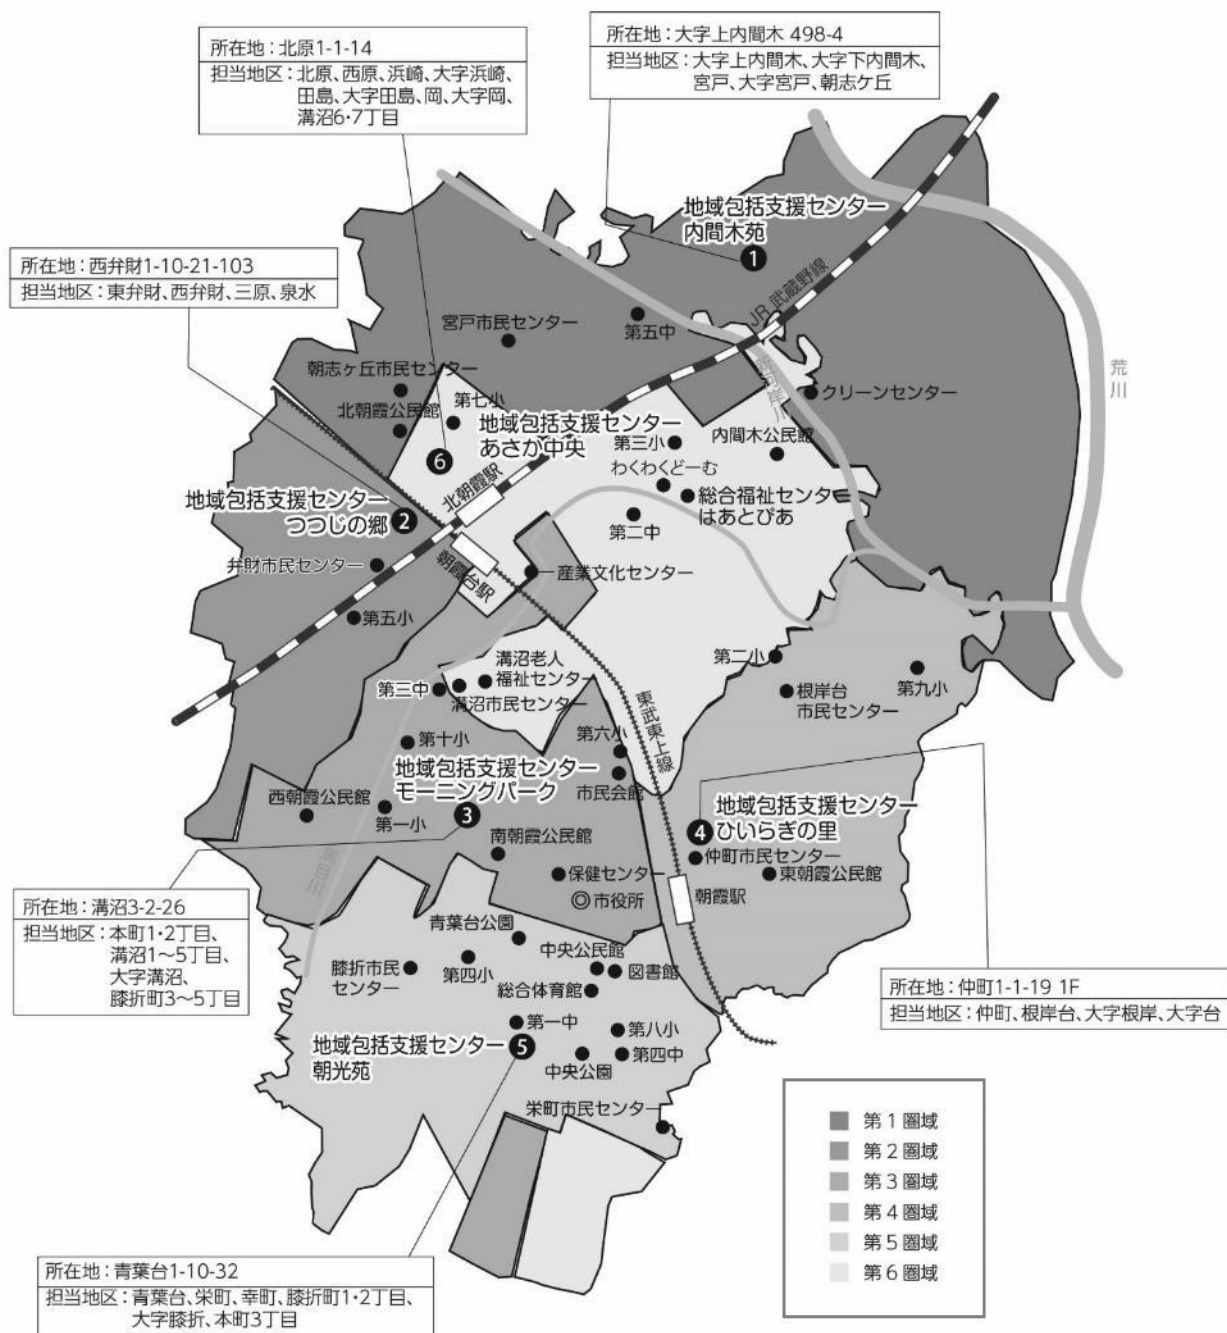 所在地：北原1-1-14
担当地区：北原、西原、浜崎、大字浜崎、
田島、大字田島、岡、大字岡、
溝沼6・7丁目
所在地：大字上内間木 498-4
担当地区：大字上内間木、大字下内間木、
宮戸、大字宮戸、朝志ケ丘
地域包括支援センター
内間木苑
1
所在地：西弁財1-10-21-103
担当地区：東弁財、西弁財、三原、泉水
JR 武蔵野線
宮戸市民センター
第五中
朝志ヶ丘市民センター
北朝霞公民館
第七小
クリーンセンター
荒川
地域包括支援センター
あさか中央
6
第三小
内間木公民館
わくわくどーむ
北朝霞駅
総合福祉センター
はあとぴあ
地域包括支援センター
つつじの郷
2
第二中
弁財市民センター
朝霞台駅
産業文化センター
第五小
溝沼老人
福祉センター
第二小
第九小
第三中
溝沼市民センター
根岸台
市民センター
東武東上線
第十小
第六小
地域包括支援センター
モーニングパーク
3
市民会館
西朝霞公民館
第一小
地域包括支援センター
ひいらぎの里
4
南朝霞公民館
仲町市民センター
保健センター
東朝霞公民館
市役所
朝霞駅
所在地：溝沼3-2-26
担当地区：本町1・2丁目、
溝沼1〜5丁目、
大字溝沼、
膝折町3〜5丁目
青葉台公園
中央公民館
膝折市民
センター
第四小
図書館
総合体育館
所在地：仲町1-1-19 1F
担当地区：仲町、根岸台、大字根岸、大字台
第一中
第八小
地域包括支援センター
朝光苑
5
中央公園
第四中
栄町市民センター
所在地：青葉台1-10-32
担当地区：青葉台、栄町、幸町、膝折町1・2丁目、
大字膝折、本町3丁目
第1圏域
第2圏域
第3圏域
第4圏域
第5圏域
第6圏域